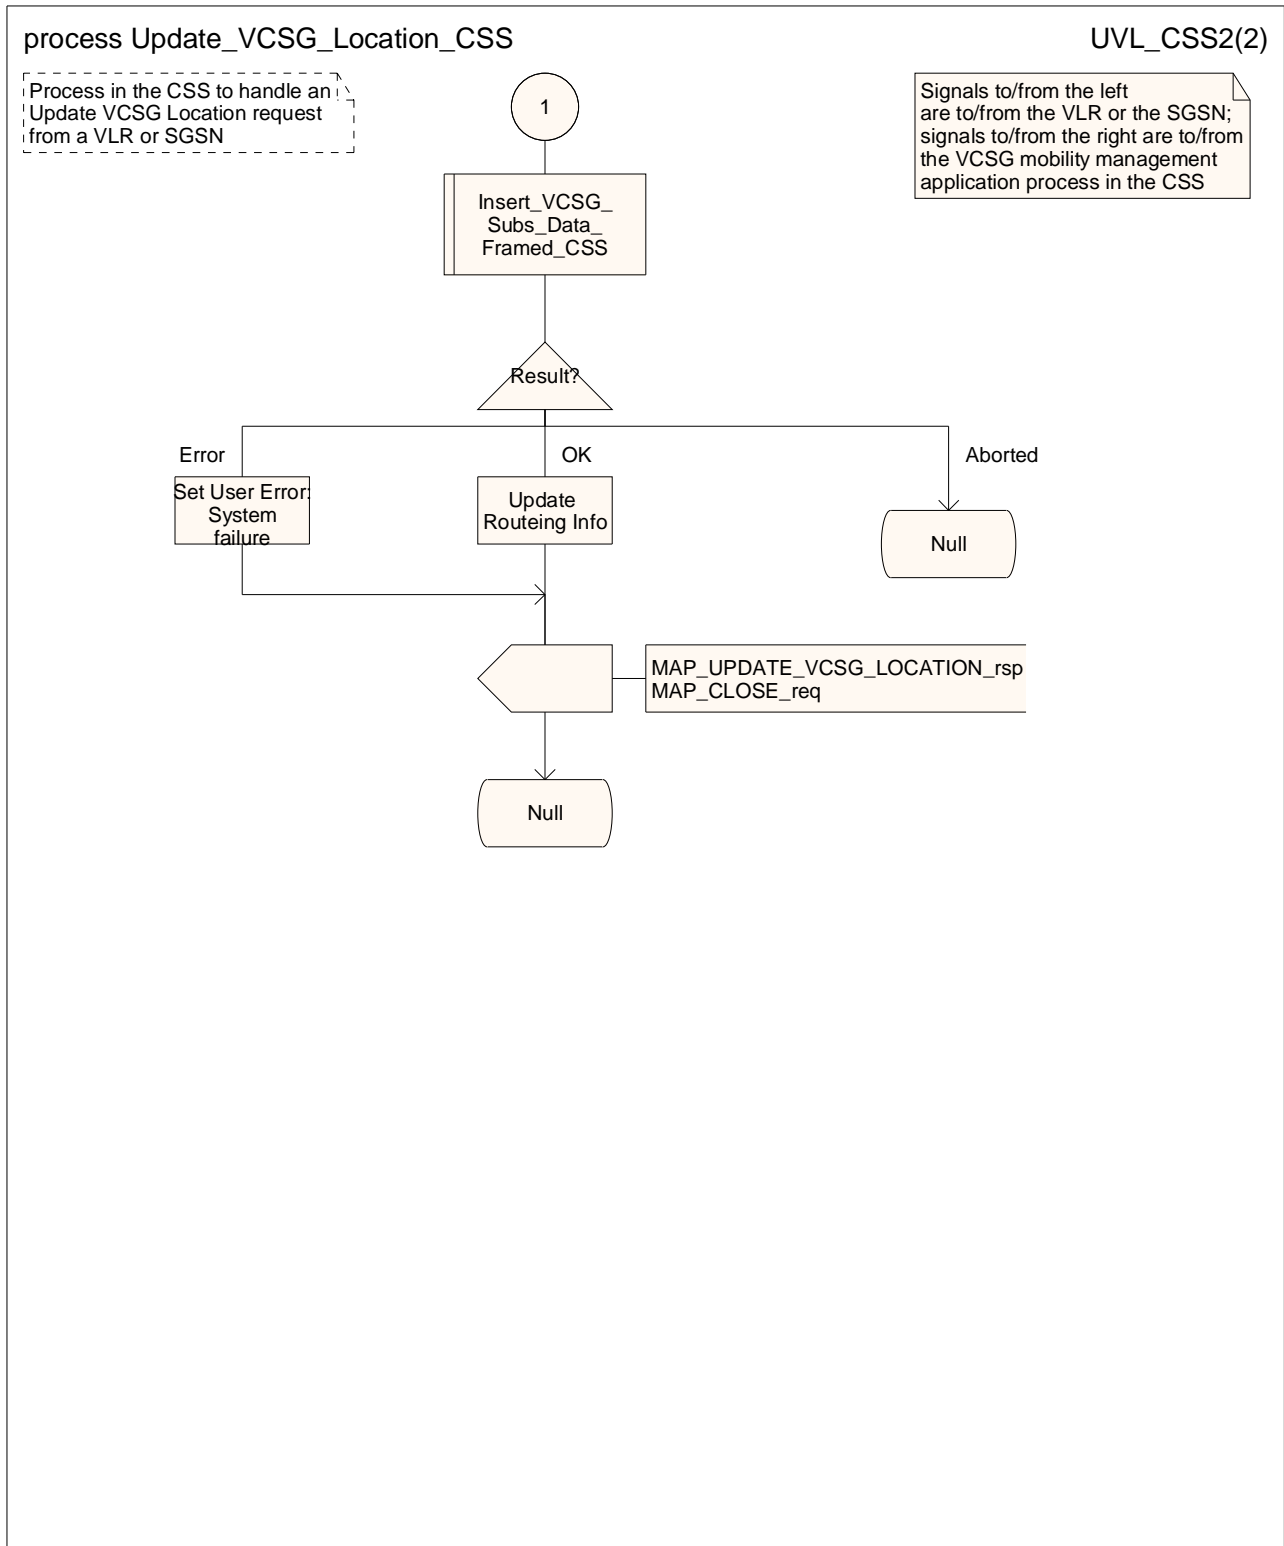 process Update_VCSG_Location_CSS
UVL_CSS2(2)
Process in the CSS to handle an
Update VCSG Location request
from a VLR or SGSN
1
Signals to/from the left
are to/from the VLR or the SGSN;
signals to/from the right are to/from
the VCSG mobility management
application process in the CSS
Insert_VCSG_
Subs_Data_
Framed_CSS
Result?
Error
OK
Aborted
Set User Error:
System
failure
Update
Routeing Info
Null
MAP_UPDATE_VCSG_LOCATION_rsp
MAP_CLOSE_req
Null